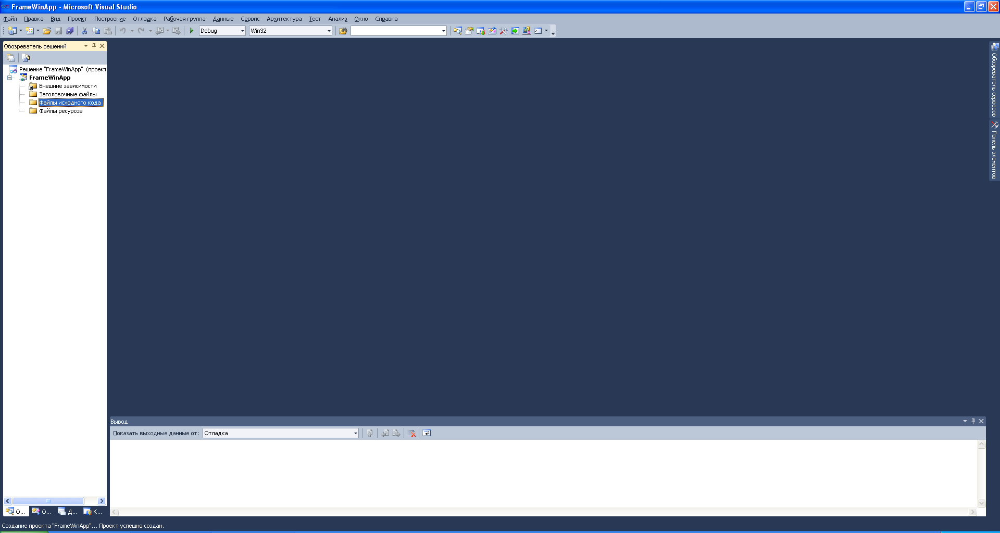 FrameWinApp - Microsoft Visual Studio
Файл Правка Вид Проект Построение Отладка Рабочая группа Данные Сервис Архитектура Тест Анализ Окно Справка
Debug Win32
Обозреватель решений
Решение "FrameWinApp" (проект
FrameWinApp
Внешние зависимости
Заголовочные файлы
Файлы исходного кода
Файлы ресурсов
Обозреватель серверов
Панель элементов
Вывод
Показать выходные данные от: Отладка
О... О... Д... К...
Создание проекта "FrameWinApp"... Проект успешно создан.